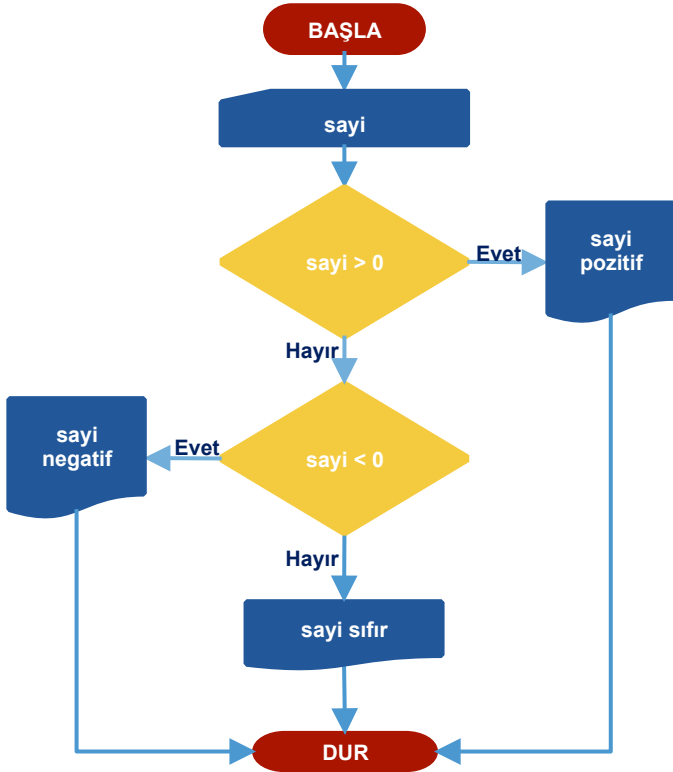 BAŞLA
sayi
sayi > 0
Evet
sayi
pozitif
Hayır
sayi < 0
Evet
sayi
negatif
Hayır
sayi sıfır
DUR